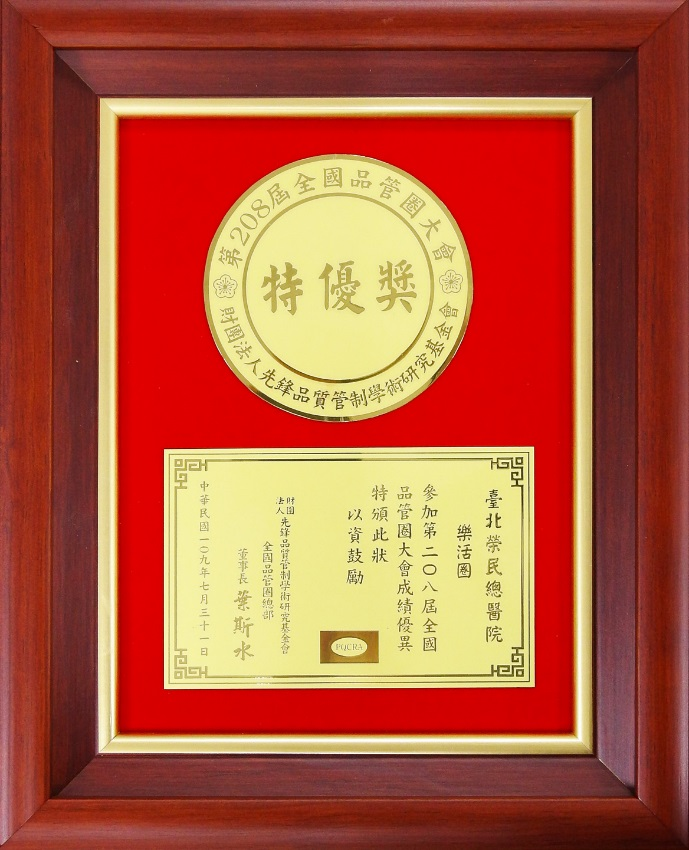 第208屆全國品管圈大會
特優獎
財團法人先鋒品質管制學術研究基金會
臺北榮民總醫院
樂活圈
參加第二〇八屆全國
品管圈大會成績優異
特頒此狀
以資鼓勵
財團法人先鋒品質管制學術研究基金會
全國品管圈總部
董事長 葉斯水
中華民國一〇九年七月三十一日
PQCRA